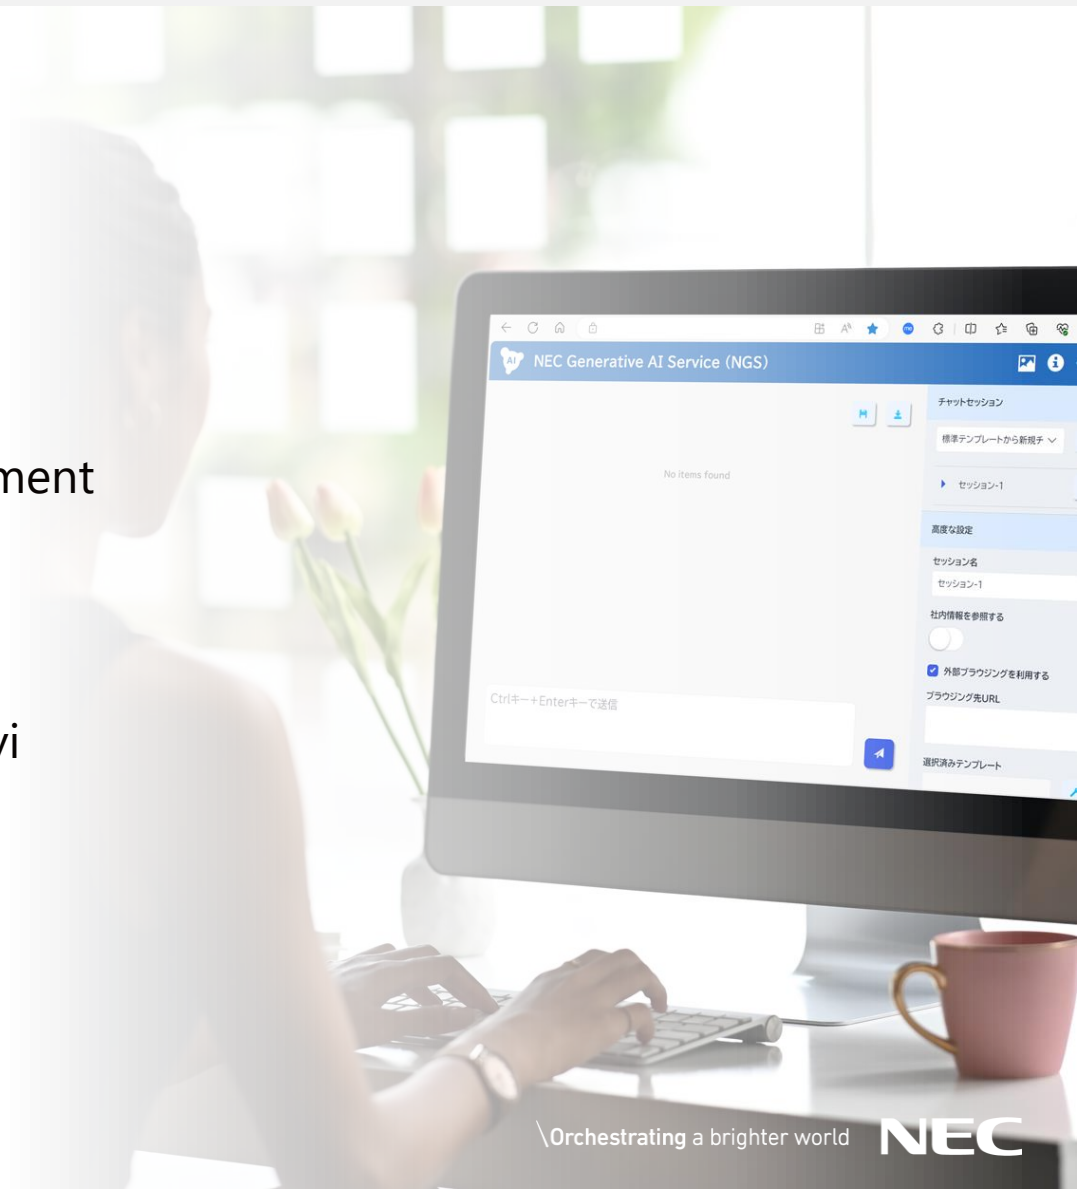 ment
vi
AI NEC Generative AI Service (NGS)
チャットセッション
標準テンプレートから新規チ
セッション-1
No items found
高度な設定
セッション名
セッション-1
社内情報を参照する
外部ブラウジングを利用する
ブラウジング先URL
Ctrlキー+Enterキーで送信
選択済みテンプレート
\Orchestrating a brighter world NEC